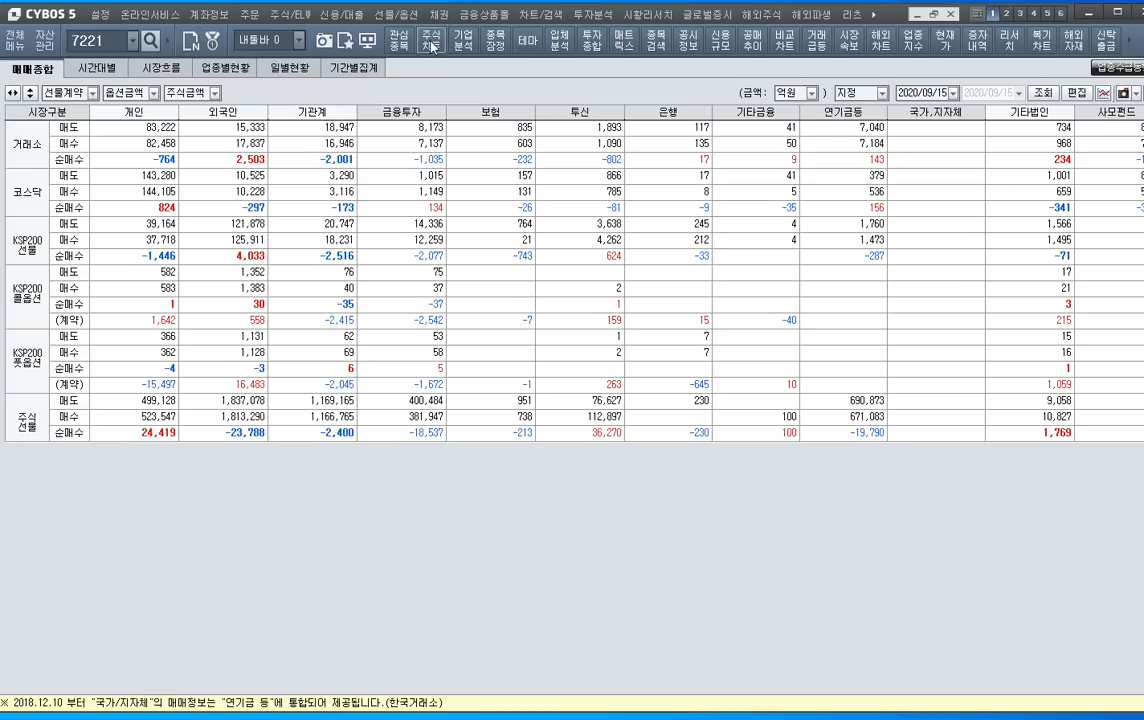 CYBOS 5 설정 온라인서비스 계좌정보 주문 주식/ELW 신용/대출 선물/옵션 채권 금융상품몰 차트/검색 투자분석 시황리서치 글로벌증시 해외주식 해외파생 리츠 1 2 3 4 5 6
전체메뉴 자산관리 7221 내툴바 0 관심종목 주식 기업분석 종목잠정 테마 입체분석 투자종합 매트릭스 종목검색 공시정보 신용규모 공매추이 비교차트 거래급등 시장속보 해외차트 업종지수 현재가 증자내역 리서치 복기차트 해외자재 신탁출금
매매종합 시간대별 시장흐름 업종별현황 일별현황 기간별집계
선물계약 옵션금액 주식금액 (금액: 억원 ) 지정 2020/09/15 2020/09/15 조회 편집
시장구분 개인 외국인 기관계 금융투자 보험 투신 은행 기타금융 연기금등 국가,지자체 기타법인 사모펀드
거래소
매도 83,222 15,333 18,947 8,173 835 1,893 117 41 7,040 734
매수 82,458 17,837 16,946 7,137 603 1,090 135 50 7,184 968
순매수 -764 2,503 -2,001 -1,035 -232 -802 17 9 143 234
코스닥
매도 143,280 10,525 3,290 1,015 157 866 17 41 379 1,001
매수 144,105 10,228 3,116 1,149 131 785 8 5 536 659
순매수 824 -297 -173 134 -26 -81 -9 -35 156 -341
KSP200 선물
매도 39,164 121,878 20,747 14,336 764 3,638 245 4 1,760 1,566
매수 37,718 125,911 18,231 12,259 21 4,262 212 4 1,473 1,495
순매수 -1,446 4,033 -2,516 -2,077 -743 624 -33 -287 -71
KSP200 콜옵션
매도 582 1,352 76 75 17
매수 583 1,383 40 37 2 21
순매수 1 30 -35 -37 1 3
(계약) 1,642 558 -2,415 -2,542 -7 159 15 -40 215
KSP200 풋옵션
매도 366 1,131 62 53 1 7 15
매수 362 1,128 69 58 2 7 16
순매수 -4 -3 6 5 1
(계약) -15,497 16,483 -2,045 -1,672 -1 263 -645 10 1,059
주식 선물
매도 499,128 1,837,078 1,169,165 400,484 951 76,627 230 690,873 9,058
매수 523,547 1,813,290 1,166,765 381,947 738 112,897 100 671,083 10,827
순매수 24,419 -23,788 -2,400 -18,537 -213 36,270 -230 100 -19,790 1,769
※ 2018.12.10 부터 "국가/지자체"의 매매정보는 "연기금 등"에 통합되어 제공됩니다.(한국거래소)